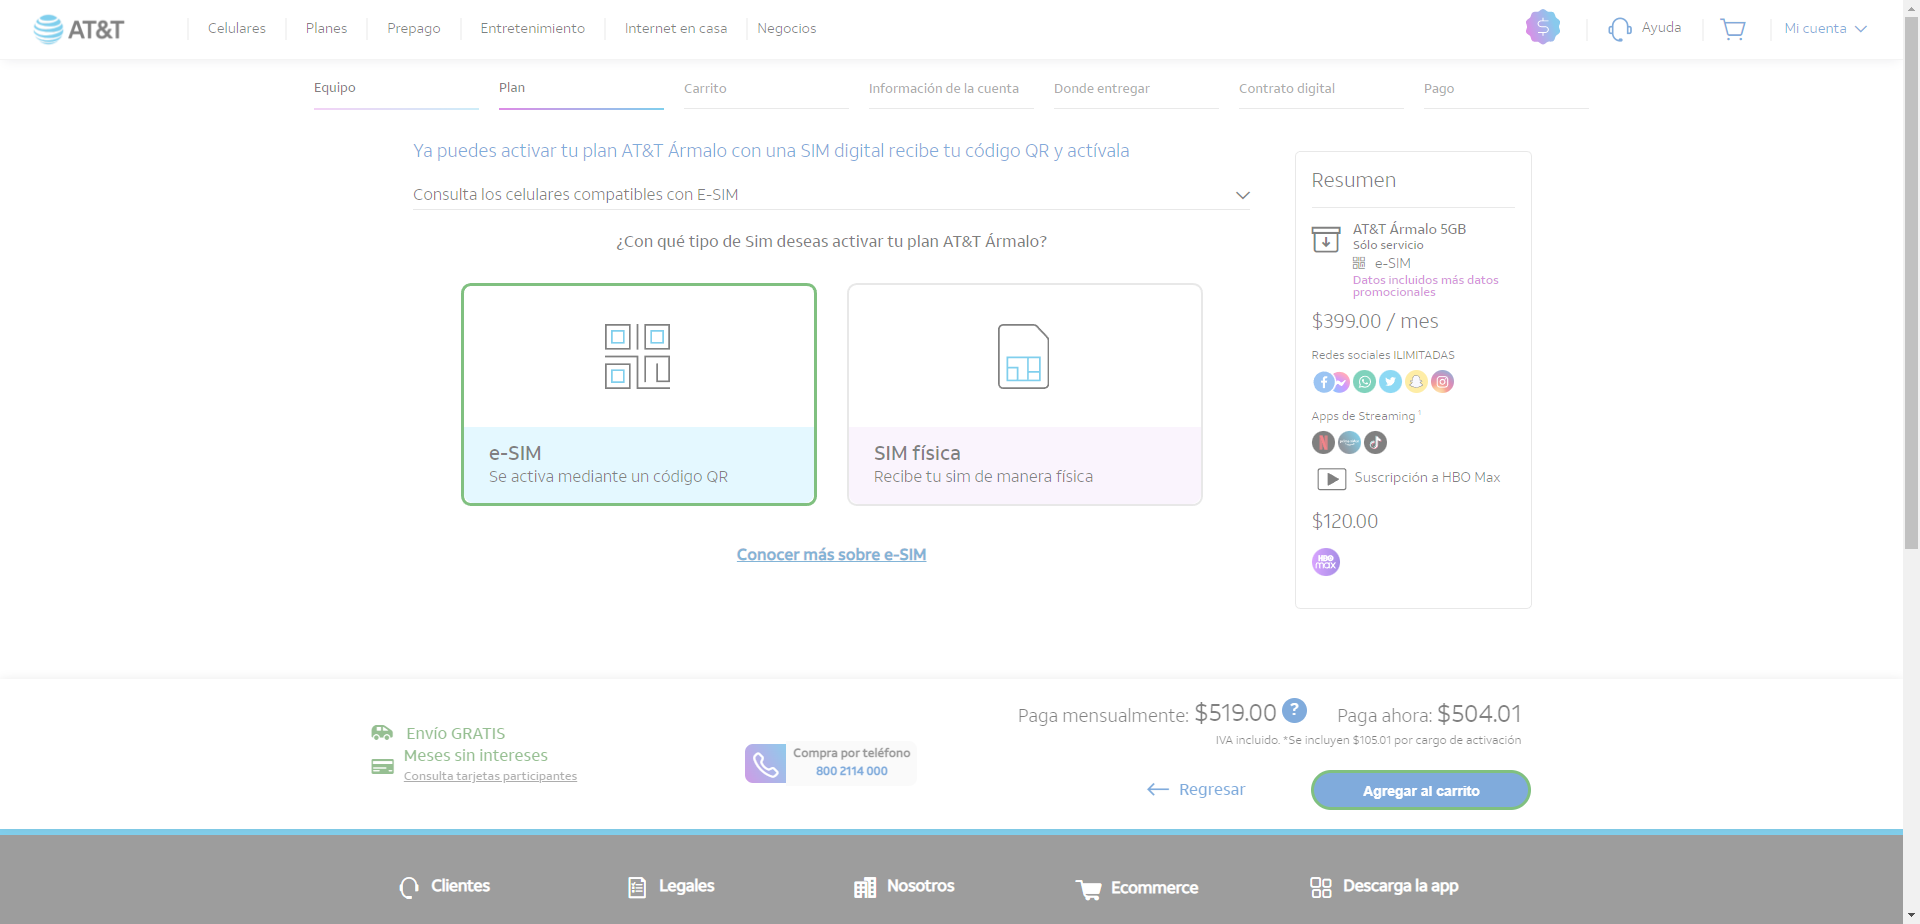 AT&T
Celulares
Planes
Prepago
Entretenimiento
Internet en casa
Negocios
$
Ayuda
Mi cuenta
Equipo
Plan
Carrito
Información de la cuenta
Donde entregar
Contrato digital
Pago
Ya puedes activar tu plan AT&T Ármalo con una SIM digital recibe tu código QR y actívala
Consulta los celulares compatibles con E-SIM
¿Con qué tipo de Sim deseas activar tu plan AT&T Ármalo?
e-SIM
Se activa mediante un código QR
SIM física
Recibe tu sim de manera física
Conocer más sobre e-SIM
Resumen
AT&T Ármalo 5GB
Sólo servicio
e-SIM
Datos incluidos más datos
promocionales
$399.00 / mes
Redes sociales ILIMITADAS
Apps de Streaming 1
Suscripción a HBO Max
$120.00
HBO
max
Envío GRATIS
Meses sin intereses
Consulta tarjetas participantes
Compra por teléfono
800 2114 000
Paga mensualmente: $519.00 ?
Paga ahora: $504.01
IVA incluido. *Se incluyen $105.01 por cargo de activación
Regresar
Agregar al carrito
Clientes
Legales
Nosotros
Ecommerce
Descarga la app